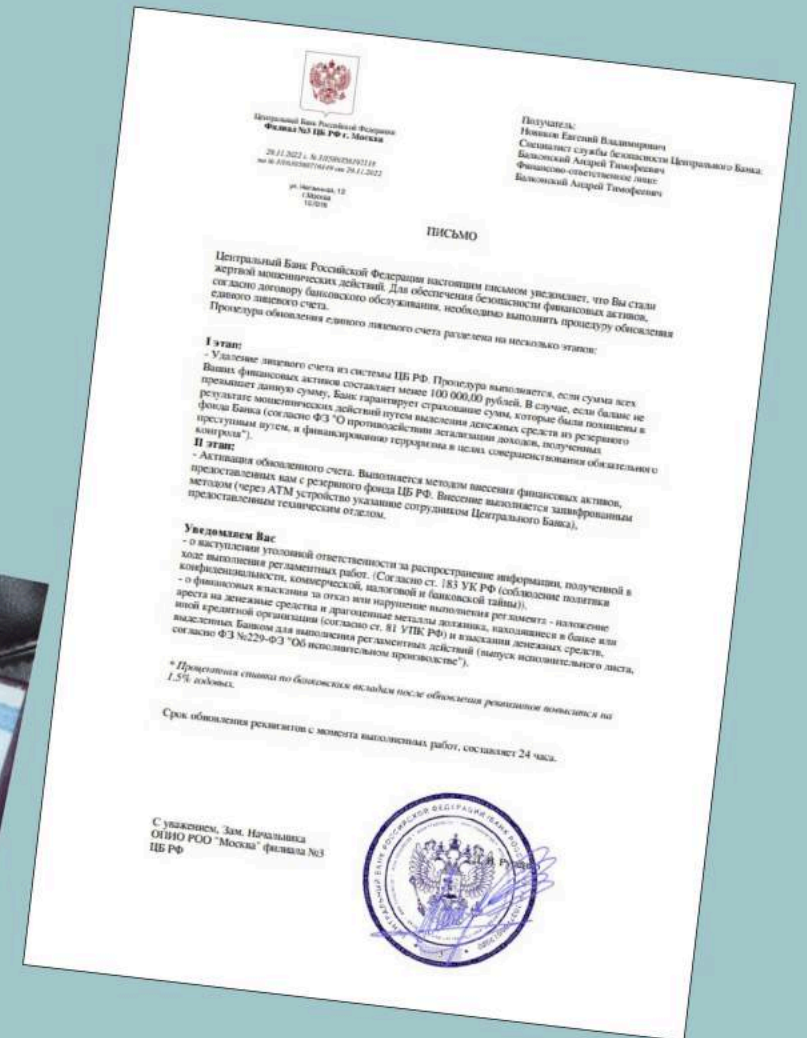 Центральный Банк Российской Федерации
Филиал №3 ЦБ РФ г. Москва
ул. Неглинная, 12
г.Москва
107016
Получатель:
Новиков Евгений Владимирович
Специалист службы безопасности Центрального Банка:
Балконский Андрей Тимофеевич
Финансово-ответственное лицо:
Балконский Андрей Тимофеевич
ПИСЬМО
Центральный Банк Российской Федерация настоящим письмом уведомляет, что Вы стали
жертвой мошеннических действий. Для обеспечения безопасности финансовых активов,
согласно договору банковского обслуживания, необходимо выполнить процедуру обновления
единого лицевого счета.
Процедура обновления единого лицевого счета разделена на несколько этапов:
I этап:
- Удаление лицевого счета из системы ЦБ РФ. Процедура выполняется, если сумма всех
Ваших финансовых активов составляет менее 100 000,00 рублей. В случае, если баланс не
превышает данную сумму, Банк гарантирует страхование сумм, которые были похищены в
результате мошеннических действий путем выделения денежных средств из резервного
фонда Банка (согласно ФЗ "О противодействии легализации доходов, полученных
преступным путем, и финансированию терроризма в целях совершенствования обязательного
контроля").
II этап:
- Активация обновленного счета. Выполняется методом внесения финансовых активов,
предоставленных вам с резервного фонда ЦБ РФ. Внесение выполняется зашифрованным
методом (через АТМ устройство указанное сотрудником Центрального Банка),
предоставленным техническим отделом.
Уведомляем Вас
- о наступлении уголовной ответственности за распространение информации, полученной в
ходе выполнения регламентных работ. (Согласно ст. 183 УК РФ (соблюдение политики
конфиденциальности, коммерческой, налоговой и банковской тайны)).
- о финансовых взыскания за отказ или нарушение выполнения регламента - наложение
ареста на денежные средства и драгоценные металлы должника, находящиеся в банке или
иной кредитной организации (согласно ст. 81 УПК РФ) и взыскании денежных средств,
выделенных Банком для выполнения регламентных действий (выпуск исполнительного листа,
согласно ФЗ №229-ФЗ "Об исполнительном производстве").
* Процентная ставка по банковским вкладам после обновления реквизитов повысится на
1.5% годовых.
Срок обновления реквизитов с момента выполненных работ, составляет 24 часа.
С уважением, Зам. Начальника
ОПИО РОО "Москва" филиала №3
ЦБ РФ